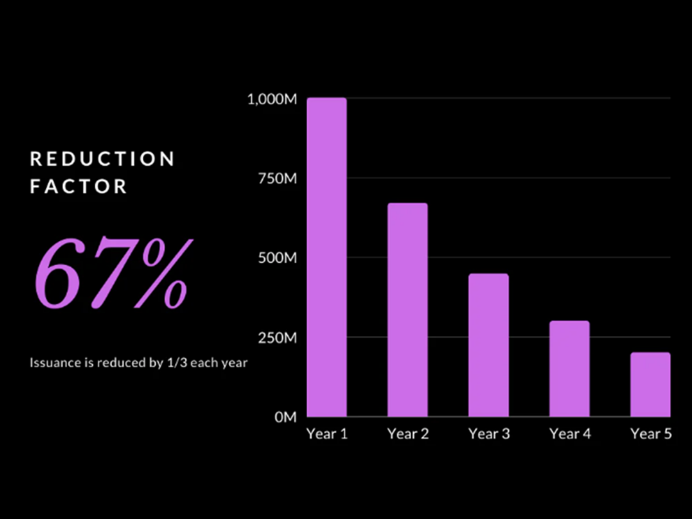 REDUCTION
FACTOR
67%
Issuance is reduced by 1/3 each year
1,000M
750M
500M
250M
0M
Year 1 Year 2 Year 3 Year 4 Year 5